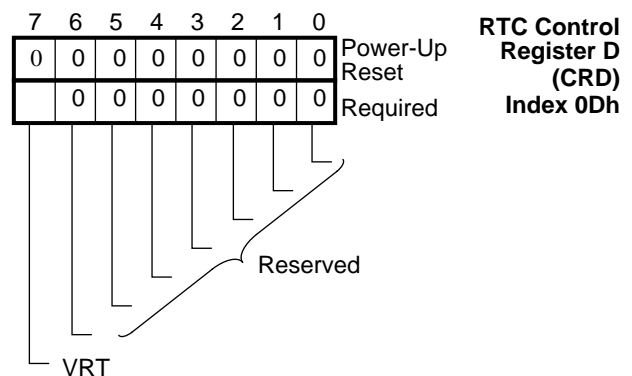 7 6 5 4 3 2 1 0
RTC Control
Register D
(CRD)
Index 0Dh
0 0 0 0 0 0 0 0
Power-Up
Reset
0 0 0 0 0 0 0
Required
Reserved
VRT